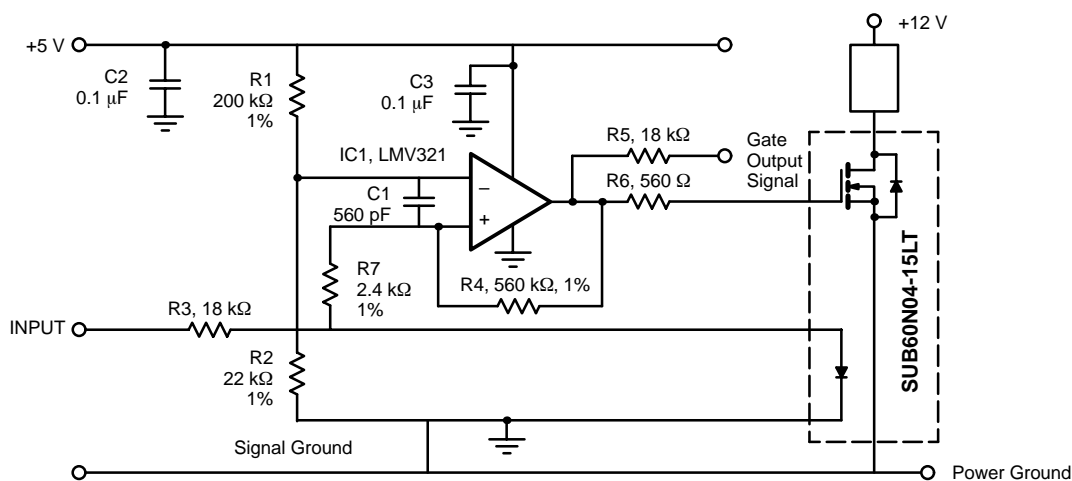 +12 V
+5 V
C2
0.1 μF
R1
200 kΩ
1%
C3
0.1 μF
R5, 18 kΩ
Gate
Output
Signal
IC1, LMV321
R6, 560 Ω
C1
560 pF
−
+
R7
2.4 kΩ
1%
R4, 560 kΩ, 1%
R3, 18 kΩ
INPUT
R2
22 kΩ
1%
SUB60N04-15LT
Signal Ground
Power Ground